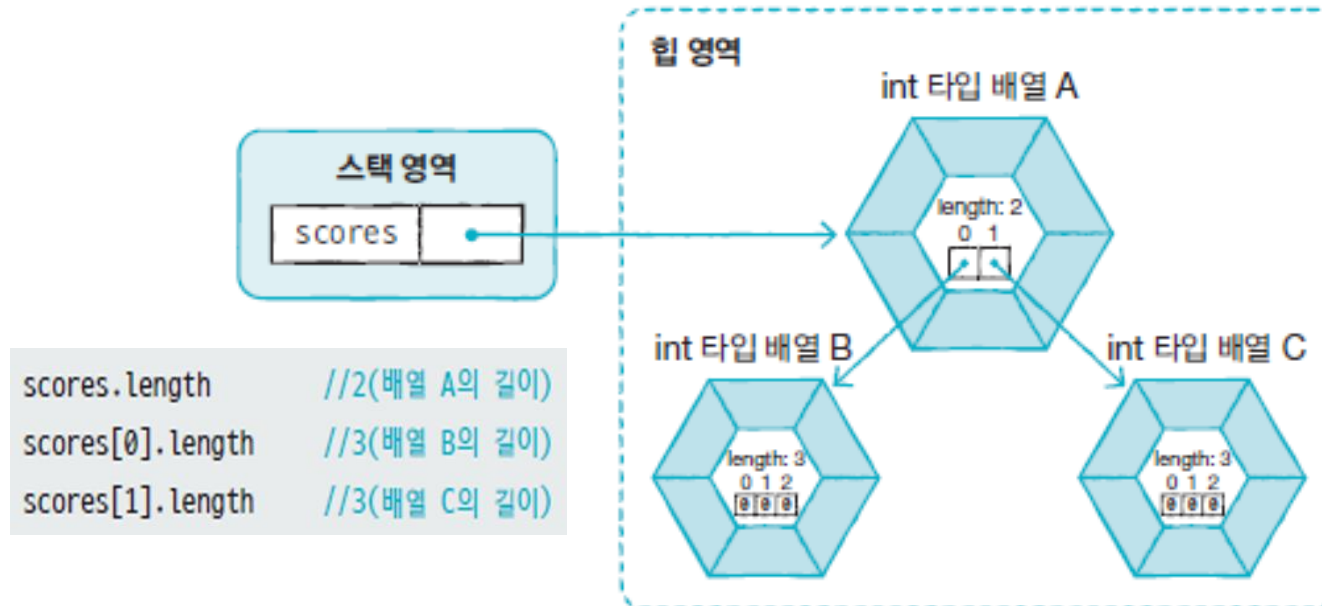 힙 영역
int 타입 배열 A
스택 영역
scores
length: 2
0 1
int 타입 배열 B
int 타입 배열 C
scores.length //2(배열 A의 길이)
scores[0].length //3(배열 B의 길이)
scores[1].length //3(배열 C의 길이)
length: 3
0 1 2
0 0 0
length: 3
0 1 2
0 0 0